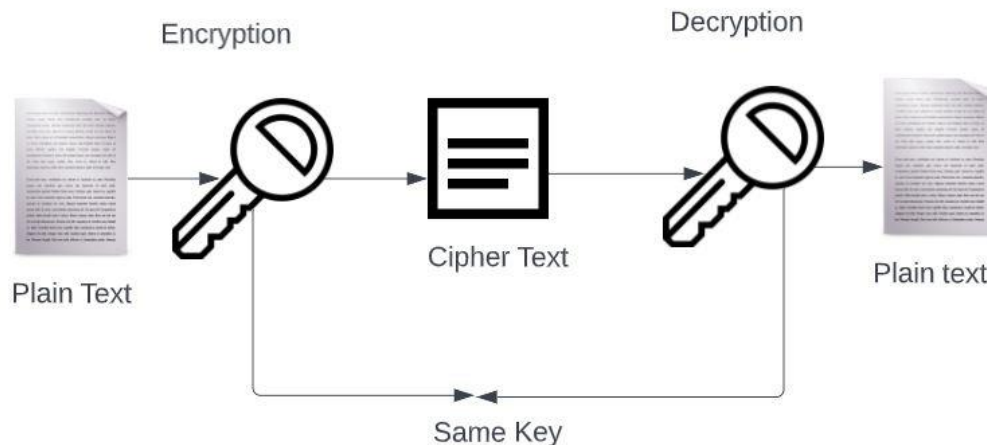 Encryption
Decryption
Plain Text
Cipher Text
Plain text
Same Key